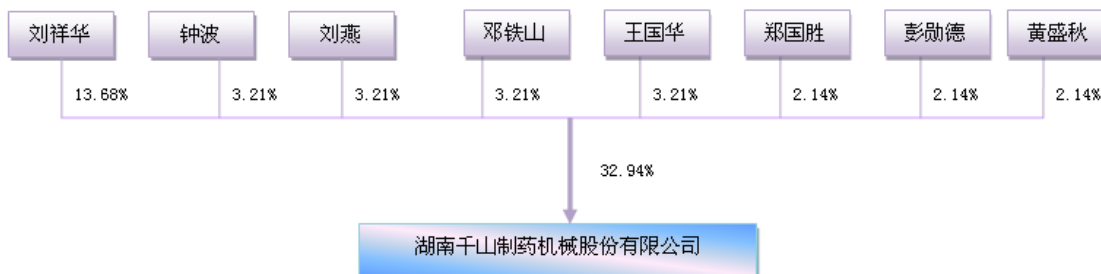 刘祥华 钟波 刘燕 邓铁山 王国华 郑国胜 彭勋德 黄盛秋
13.68% 3.21% 3.21% 3.21% 3.21% 2.14% 2.14% 2.14%
32.94%
湖南千山制药机械股份有限公司